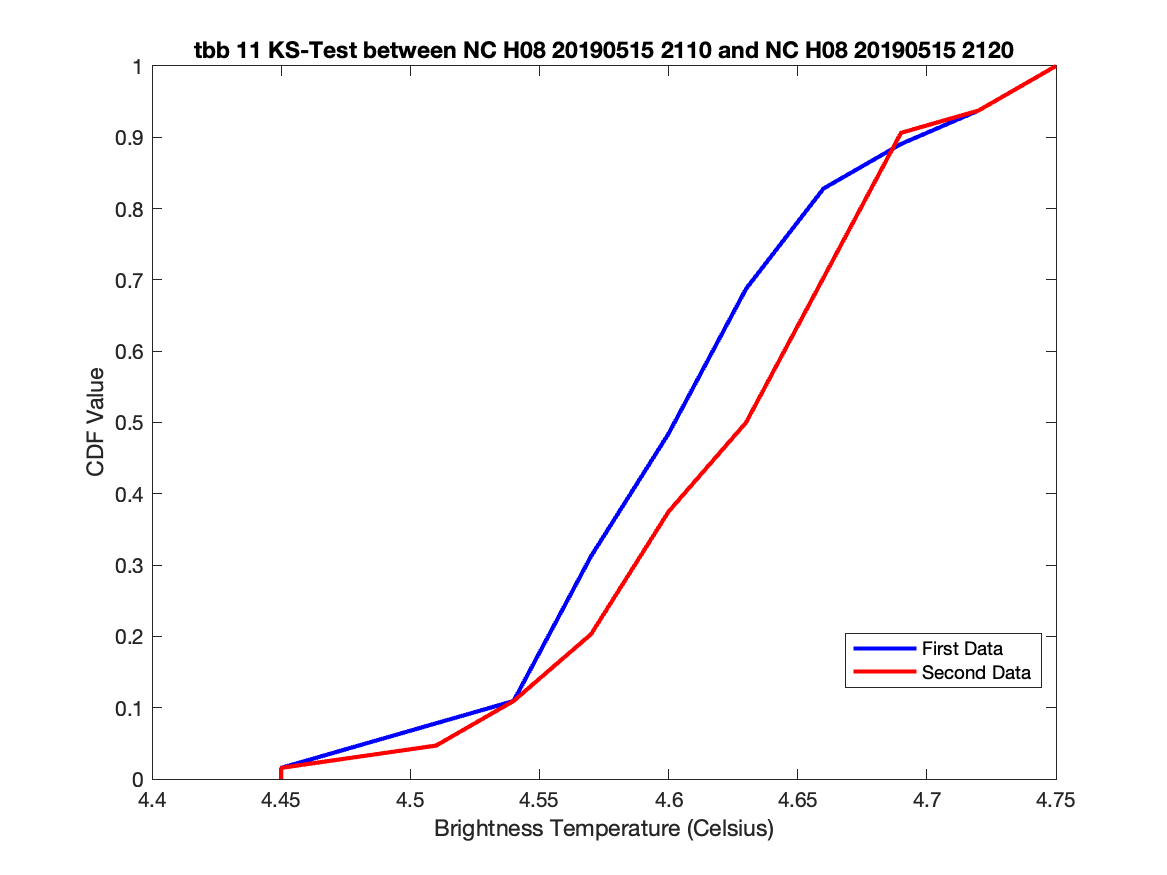 tbb 11 KS-Test between NC H08 20190515 2110 and NC H08 20190515 2120
1
0.9
0.8
0.7
0.6
0.5
0.4
0.3
0.2
0.1
0
CDF Value
First Data
Second Data
4.4 4.45 4.5 4.55 4.6 4.65 4.7 4.75
Brightness Temperature (Celsius)